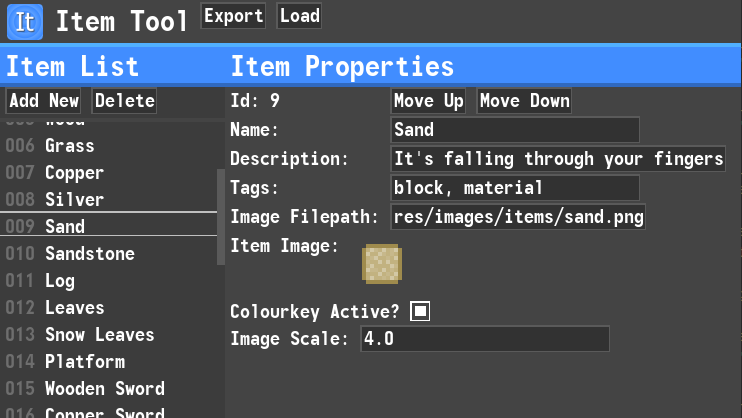 It Item Tool Export Load
Item List
Add New Delete
006 Grass
007 Copper
008 Silver
009 Sand
010 Sandstone
011 Log
012 Leaves
013 Snow Leaves
014 Platform
015 Wooden Sword
016 Copper Sword
Item Properties
Id: 9 Move Up Move Down
Name: Sand
Description: It's falling through your fingers
Tags: block, material
Image Filepath: res/images/items/sand.png
Item Image:
Colourkey Active?
Image Scale: 4.0